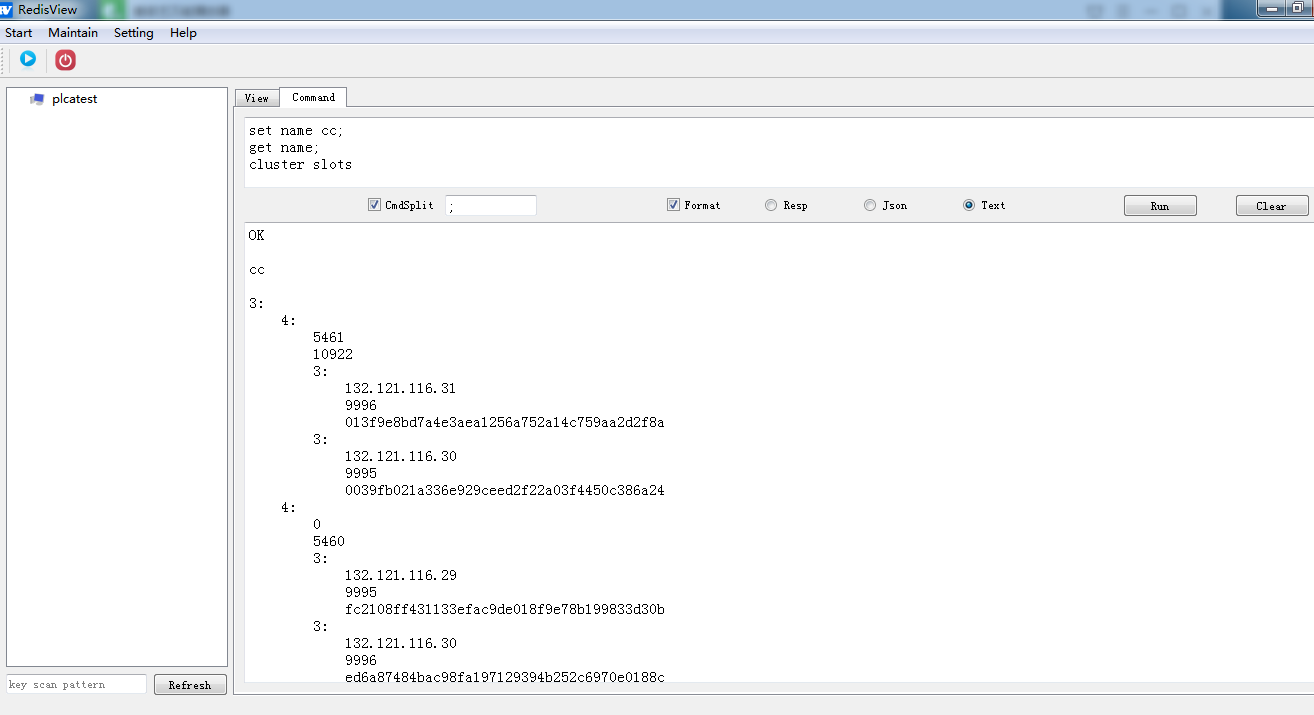 RedisView
Start Maintain Setting Help
plcatest
View Command
set name cc;
get name;
cluster slots
CmdSplit ; Format Resp Json Text Run Clear
OK
cc
3:
4:
5461
10922
3:
132.121.116.31
9996
013f9e8bd7a4e3aea1256a752a14c759aa2d2f8a
3:
132.121.116.30
9995
0039fb021a336e929ceed2f22a03f4450c386a24
4:
0
5460
3:
132.121.116.29
9995
fc2108ff431133efac9de018f9e78b199833d30b
3:
132.121.116.30
9996
ed6a87484bac98fa197129394b252c6970e0188c
key scan pattern Refresh